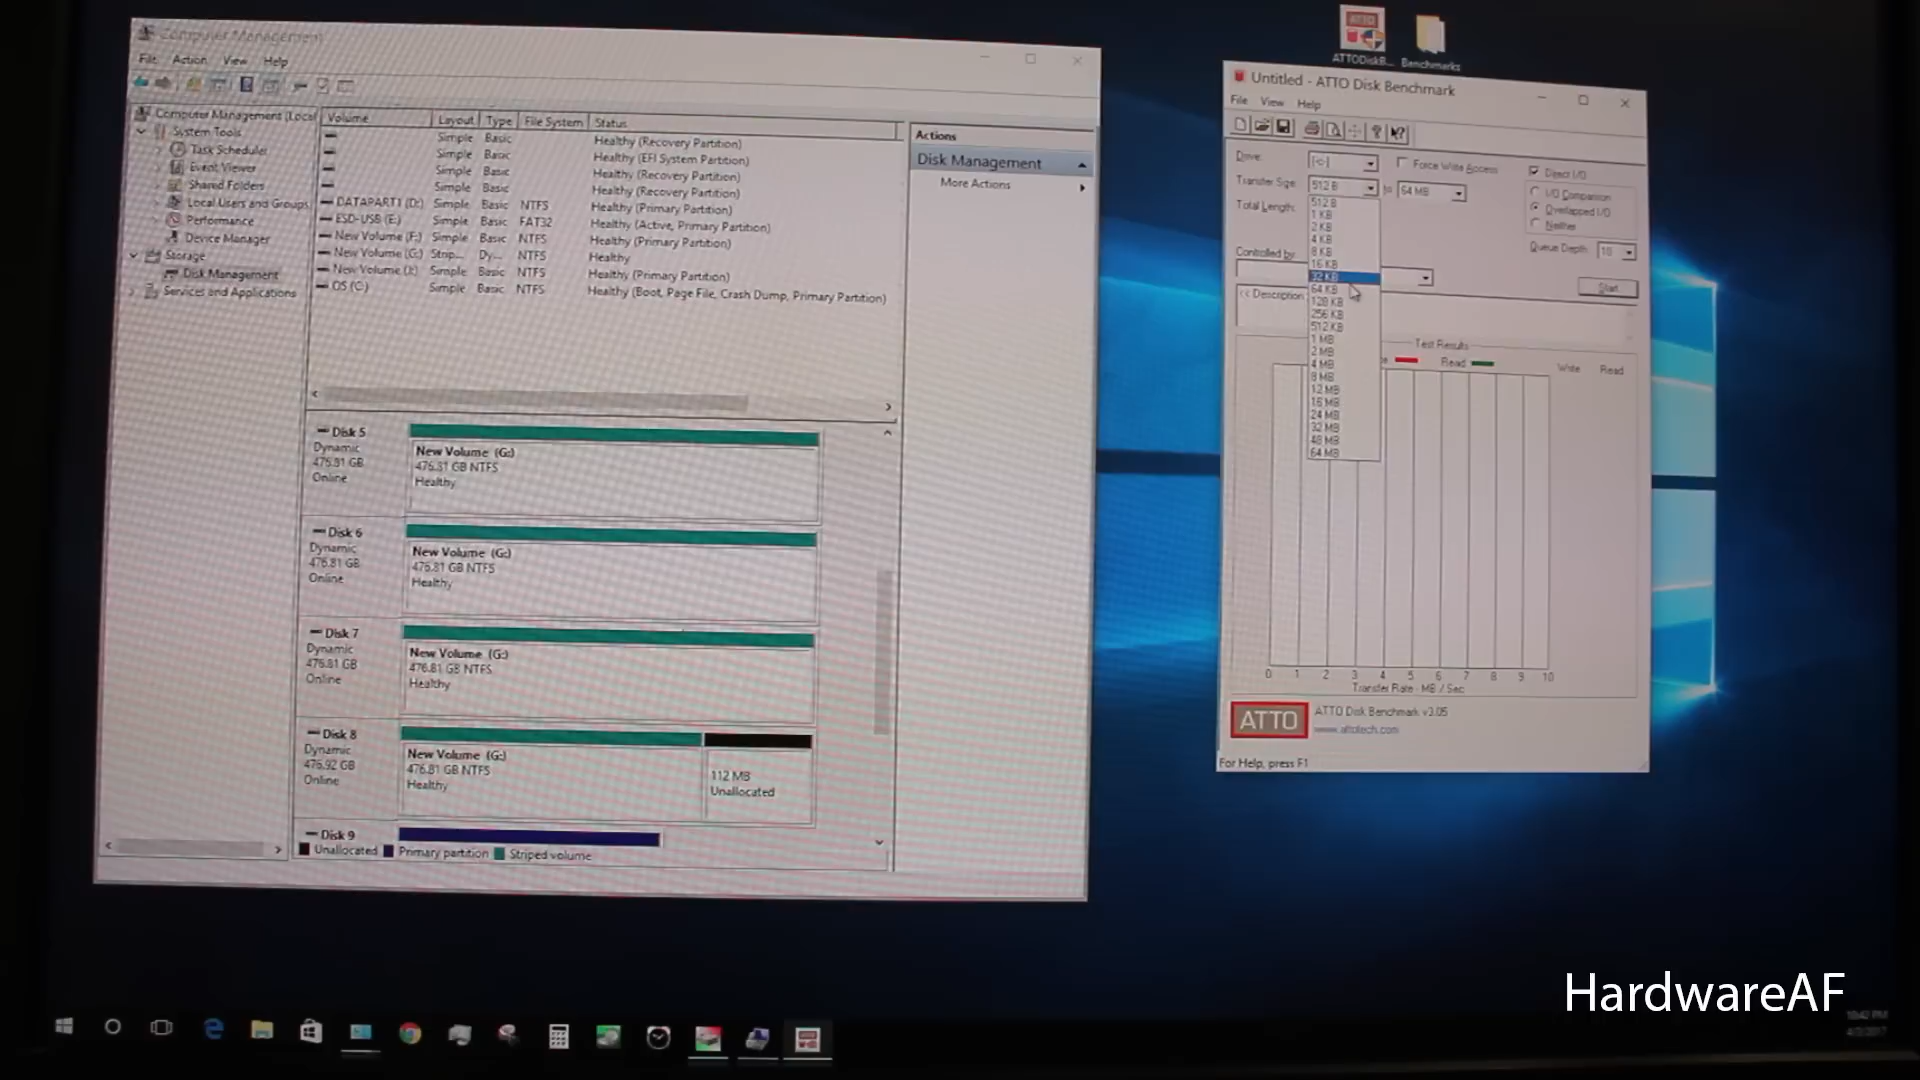 Computer Management
File Action View Help
Computer Management (Local
System Tools
Task Scheduler
Event Viewer
Shared Folders
Local Users and Groups
Performance
Device Manager
Storage
Disk Management
Services and Applications
Volume Layout Type File System Status
Simple Basic Healthy (Recovery Partition)
Simple Basic Healthy (EFI System Partition)
Simple Basic Healthy (Recovery Partition)
Simple Basic Healthy (Recovery Partition)
DATAPART1 (D:) Simple Basic NTFS Healthy (Primary Partition)
ESD-USB (E:) Simple Basic FAT32 Healthy (Active, Primary Partition)
New Volume (F:) Simple Basic NTFS Healthy (Primary Partition)
New Volume (G:) Strip... Dy... NTFS Healthy
New Volume Simple Basic NTFS Healthy (Primary Partition)
OS (C:) Simple Basic NTFS Healthy (Boot, Page File, Crash Dump, Primary Partition)
Actions
Disk Management
More Actions
Disk 5
Dynamic
476.81 GB
Online
New Volume (G:)
476.81 GB NTFS
Healthy
Disk 6
Dynamic
476.81 GB
Online
New Volume (G:)
476.81 GB NTFS
Healthy
Disk 7
Dynamic
476.81 GB
Online
New Volume (G:)
476.81 GB NTFS
Healthy
Disk 8
Dynamic
476.92 GB
Online
New Volume (G:)
476.81 GB NTFS
Healthy
112 MB
Unallocated
Disk 9
Unallocated Primary partition Striped volume
ATTODiskB... Benchmarks
Untitled - ATTO Disk Benchmark
File View Help
Drive: [-c-] Force Write Access Direct I/O
Transfer Size: 512 B to 64 MB I/O Comparison
Total Length: Overlapped I/O
Neither
Controlled by: Queue Depth: 10
<< Description Start
512 B
1 KB
2 KB
4 KB
8 KB
16 KB
32 KB
64 KB
128 KB
256 KB
512 KB
1 MB
2 MB
4 MB
8 MB
12 MB
16 MB
24 MB
32 MB
48 MB
64 MB
Test Results
Read Write Read
0 1 2 3 4 5 6 7 8 9 10
Transfer Rate - MB / Sec
ATTO
ATTO Disk Benchmark v3.05
www.attotech.com
For Help, press F1
HardwareAF
10:42 PM